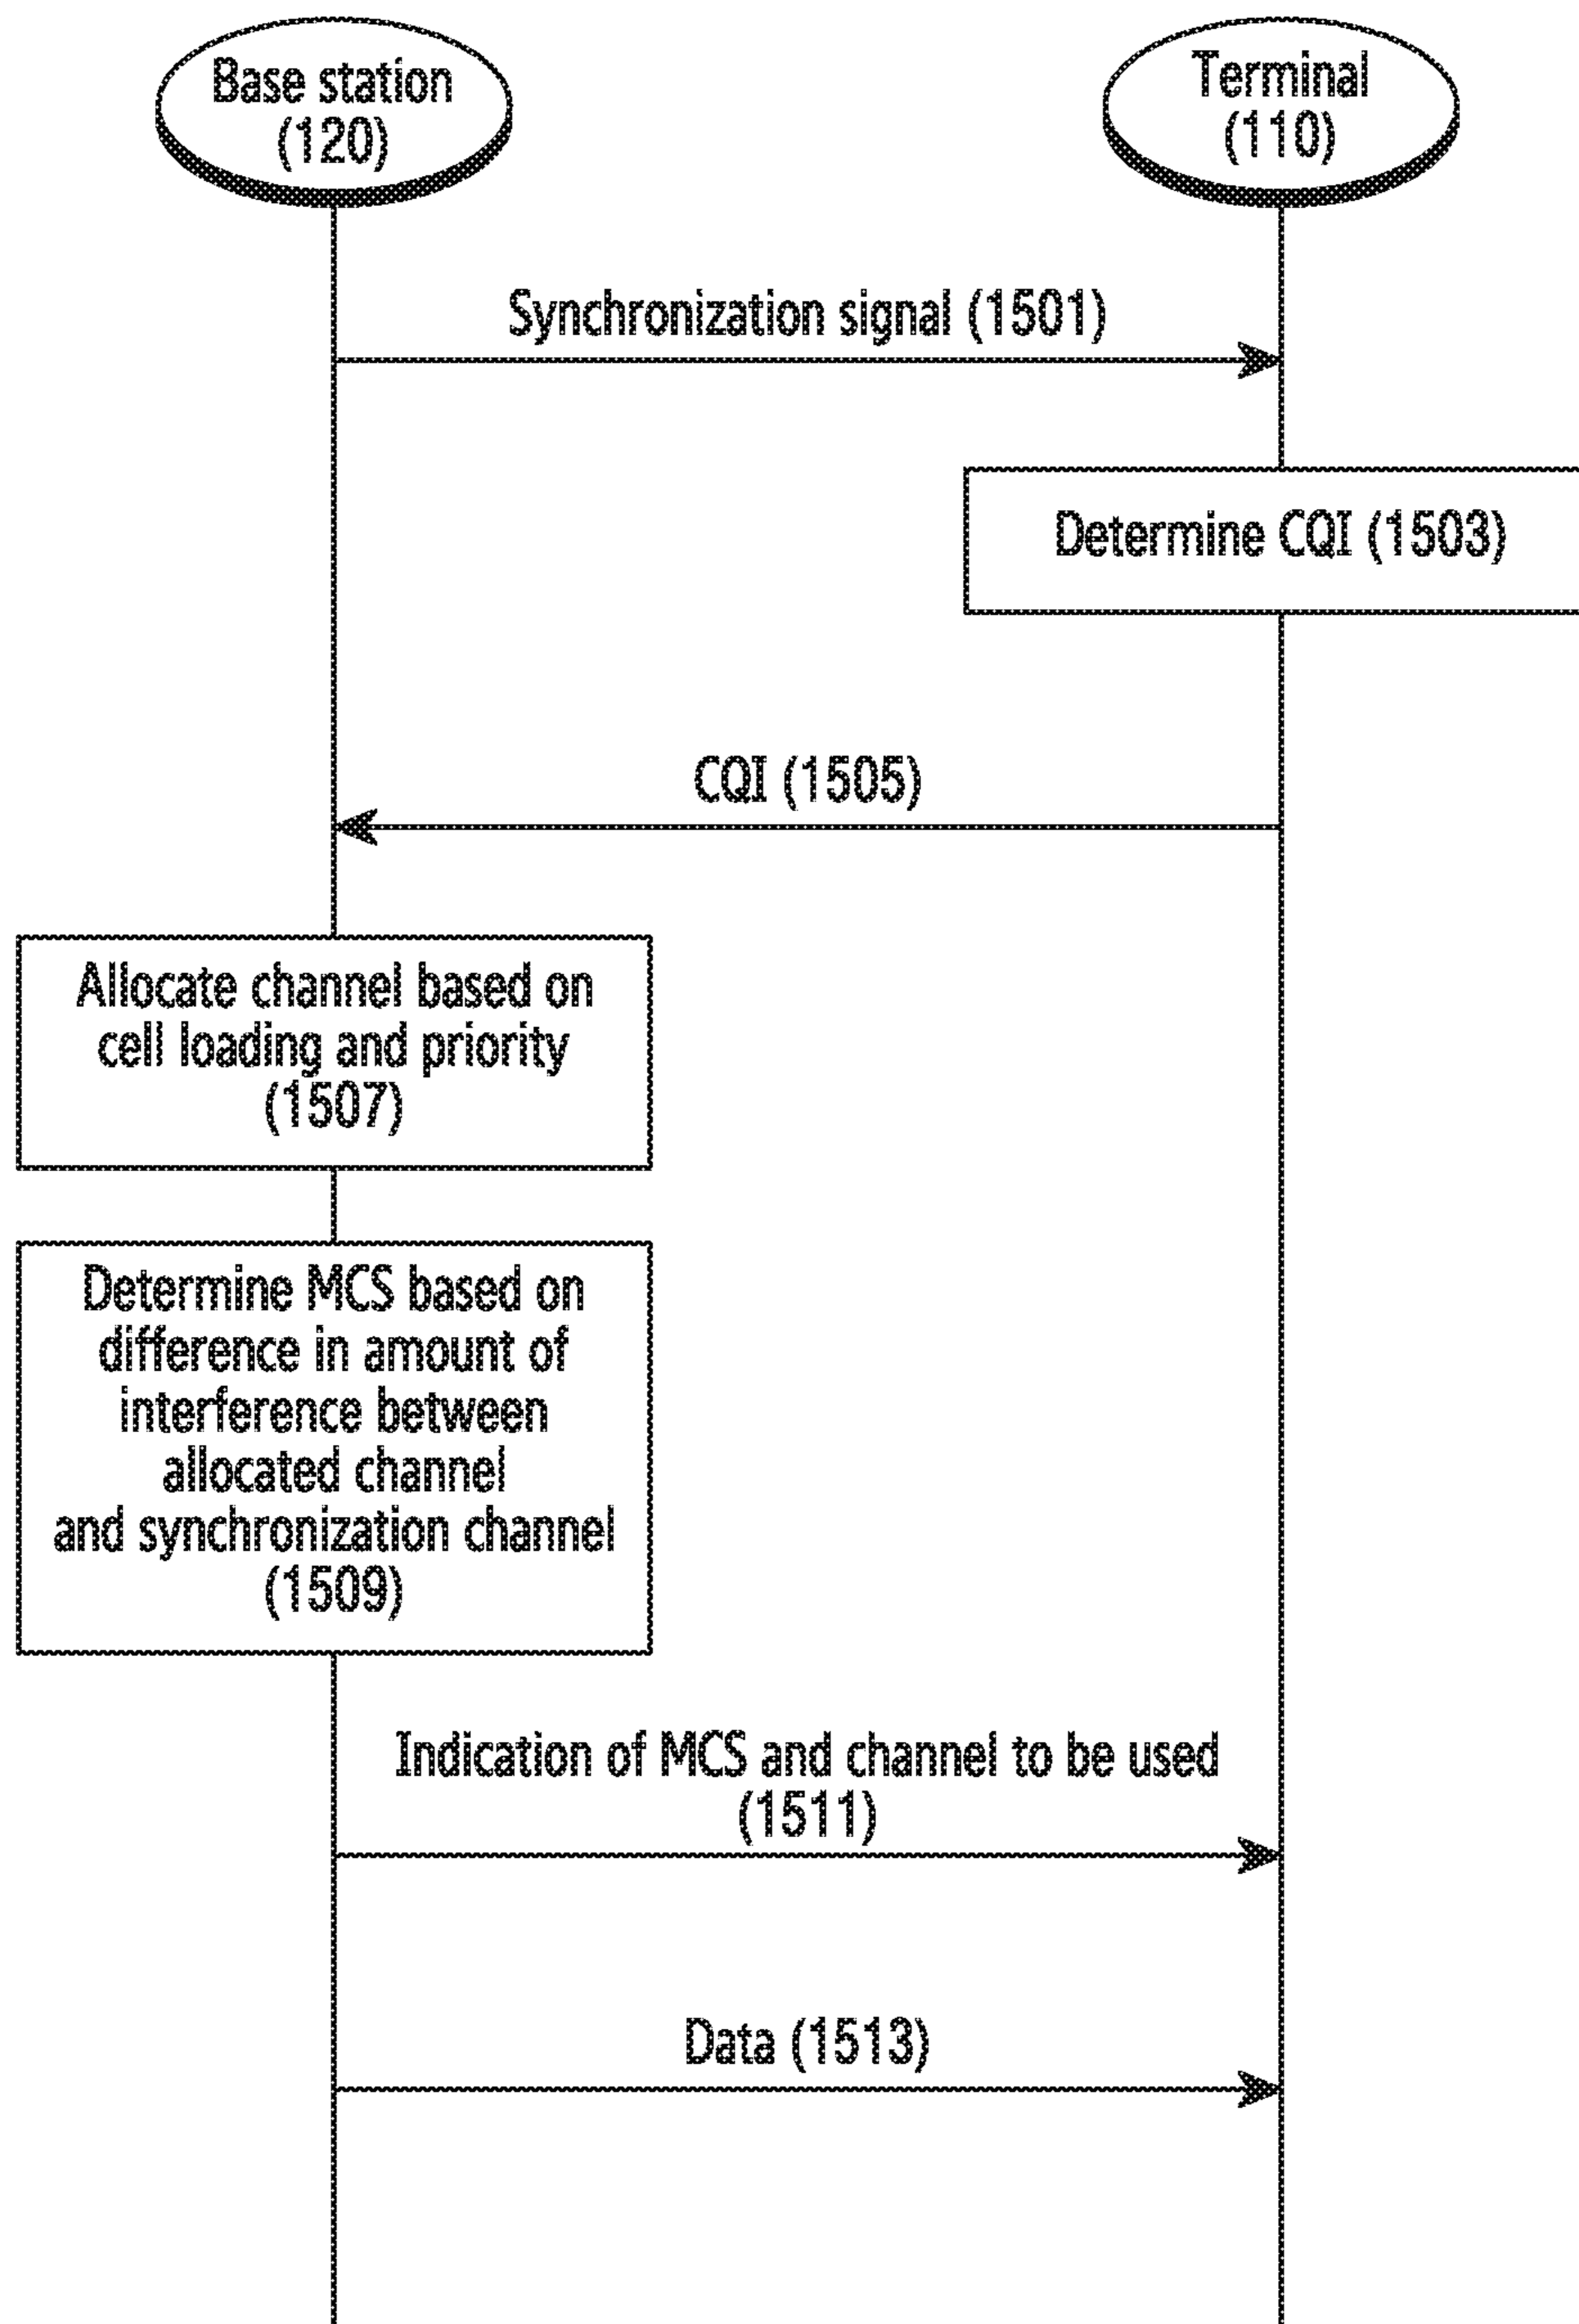 Base station
(120)
Terminal
(110)
Synchronization signal (1501)
Determine CQI (1503)
CQI (1505)
Allocate channel based on
cell loading and priority
(1507)
Determine MCS based on
difference in amount of
interference between
allocated channel
and synchronization channel
(1509)
Indication of MCS and channel to be used
(1511)
Data (1513)